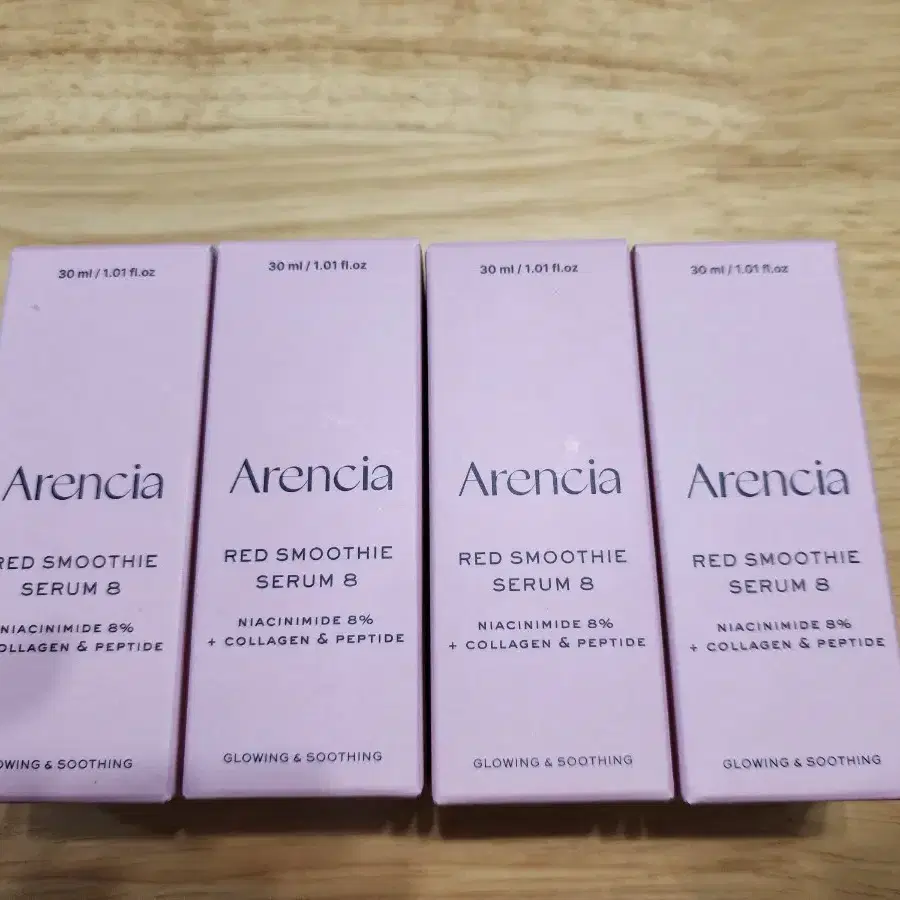 30 ml / 1.01 fl.oz
Arencia
RED SMOOTHIE
SERUM 8
NIACINIMIDE 8%
COLLAGEN & PEPTIDE
GLOWING & SOOTHING
30 ml / 1.01 fl.oz
Arencia
RED SMOOTHIE
SERUM 8
NIACINIMIDE 8%
+ COLLAGEN & PEPTIDE
GLOWING & SOOTHING
30 ml / 1.01 fl.oz
Arencia
RED SMOOTHIE
SERUM 8
NIACINIMIDE 8%
+ COLLAGEN & PEPTIDE
GLOWING & SOOTHING
30 ml / 1.01 fl.oz
Arencia
RED SMOOTHIE
SERUM 8
NIACINIMIDE 8%
+ COLLAGEN & PEPTIDE
GLOWING & SOOTHING